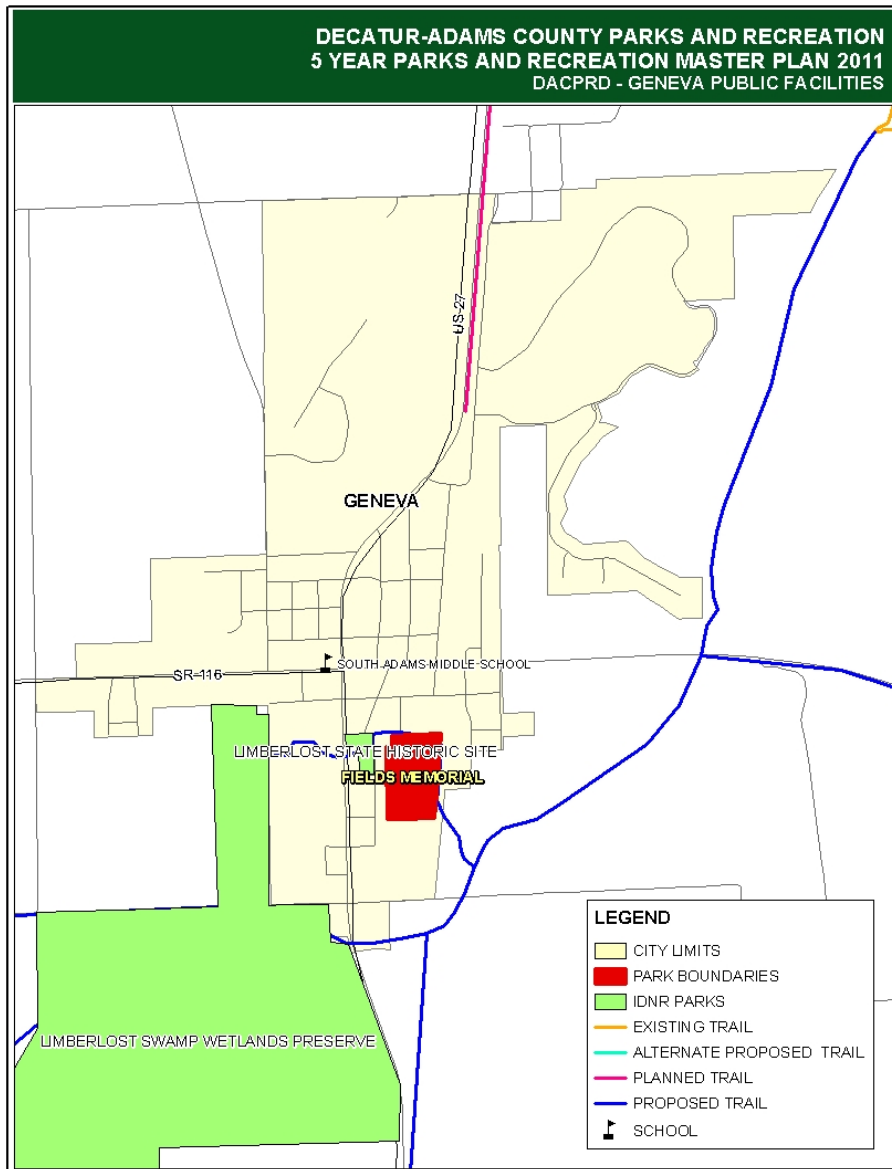 DECATUR-ADAMS COUNTY PARKS AND RECREATION
5 YEAR PARKS AND RECREATION MASTER PLAN 2011
DACPRD - GENEVA PUBLIC FACILITIES
US-27
GENEVA
SOUTH ADAMS MIDDLE SCHOOL
SR-116
LIMBERLOST STATE HISTORIC SITE
FIELDS MEMORIAL
LIMBERLOST SWAMP WETLANDS PRESERVE
LEGEND
CITY LIMITS
PARK BOUNDARIES
IDNR PARKS
EXISTING TRAIL
ALTERNATE PROPOSED TRAIL
PLANNED TRAIL
PROPOSED TRAIL
SCHOOL